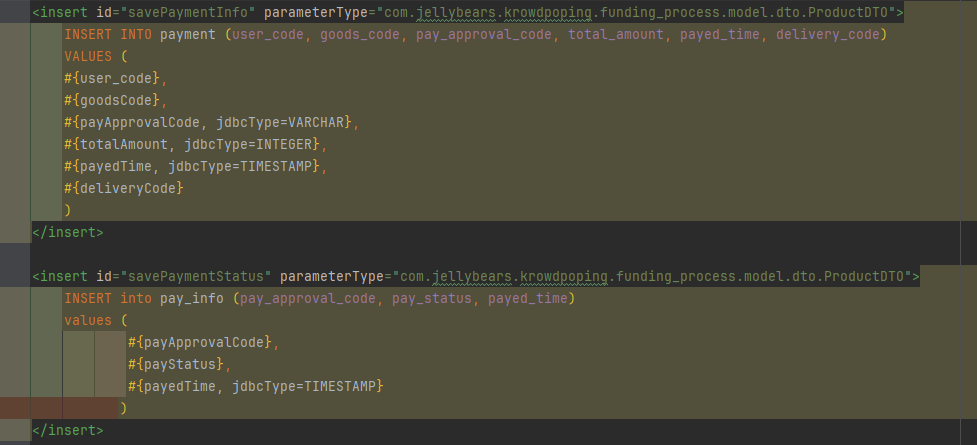 <insert id="savePaymentInfo" parameterType="com.jellybears.krowdpoping.funding_process.model.dto.ProductDTO">
INSERT INTO payment (user_code, goods_code, pay_approval_code, total_amount, payed_time, delivery_code)
VALUES (
#{user_code},
#{goodsCode},
#{payApprovalCode, jdbcType=VARCHAR},
#{totalAmount, jdbcType=INTEGER},
#{payedTime, jdbcType=TIMESTAMP},
#{deliveryCode}
)
</insert>
<insert id="savePaymentStatus" parameterType="com.jellybears.krowdpoping.funding_process.model.dto.ProductDTO">
INSERT into pay_info (pay_approval_code, pay_status, payed_time)
values (
#{payApprovalCode},
#{payStatus},
#{payedTime, jdbcType=TIMESTAMP}
)
</insert>